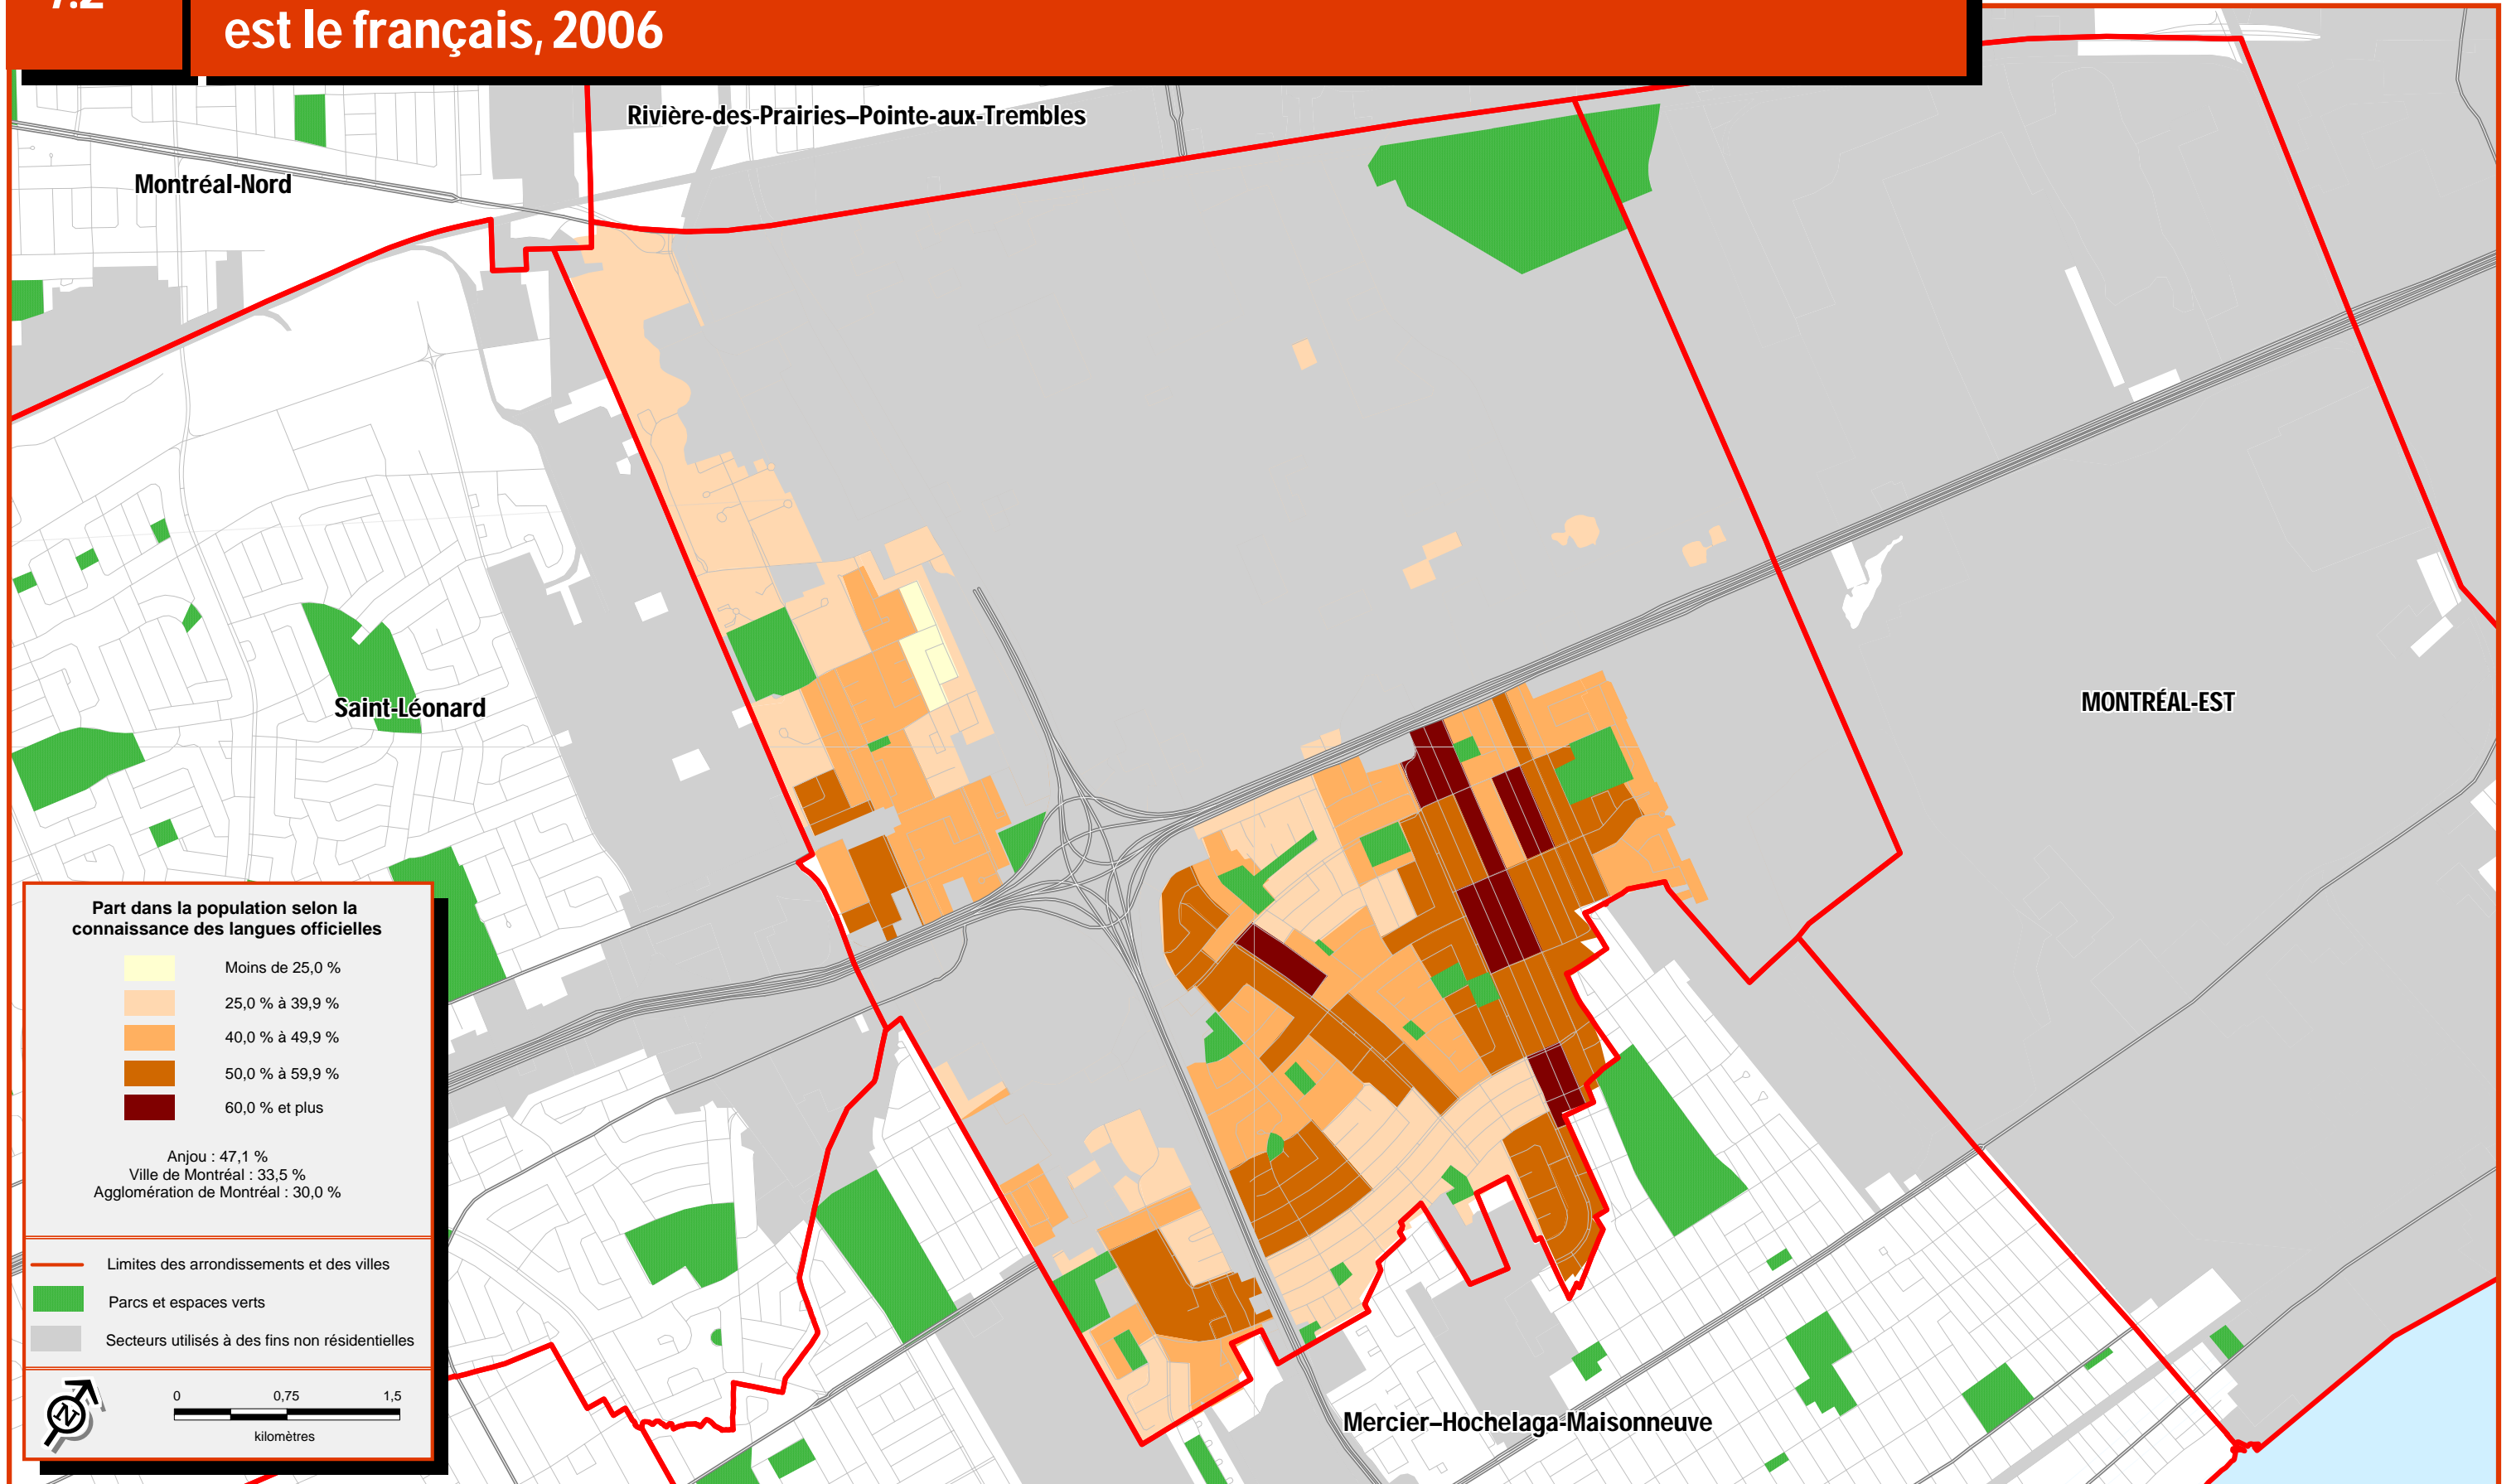 7.2
est le français, 2006
Rivière-des-Prairies–Pointe-aux-Trembles
Montréal-Nord
Saint-Léonard
MONTRÉAL-EST
Mercier–Hochelaga-Maisonneuve
Part dans la population selon la
connaissance des langues officielles
Moins de 25,0 %
25,0 % à 39,9 %
40,0 % à 49,9 %
50,0 % à 59,9 %
60,0 % et plus
Anjou : 47,1 %
Ville de Montréal : 33,5 %
Agglomération de Montréal : 30,0 %
Limites des arrondissements et des villes
Parcs et espaces verts
Secteurs utilisés à des fins non résidentielles
N
0 0,75 1,5
kilomètres